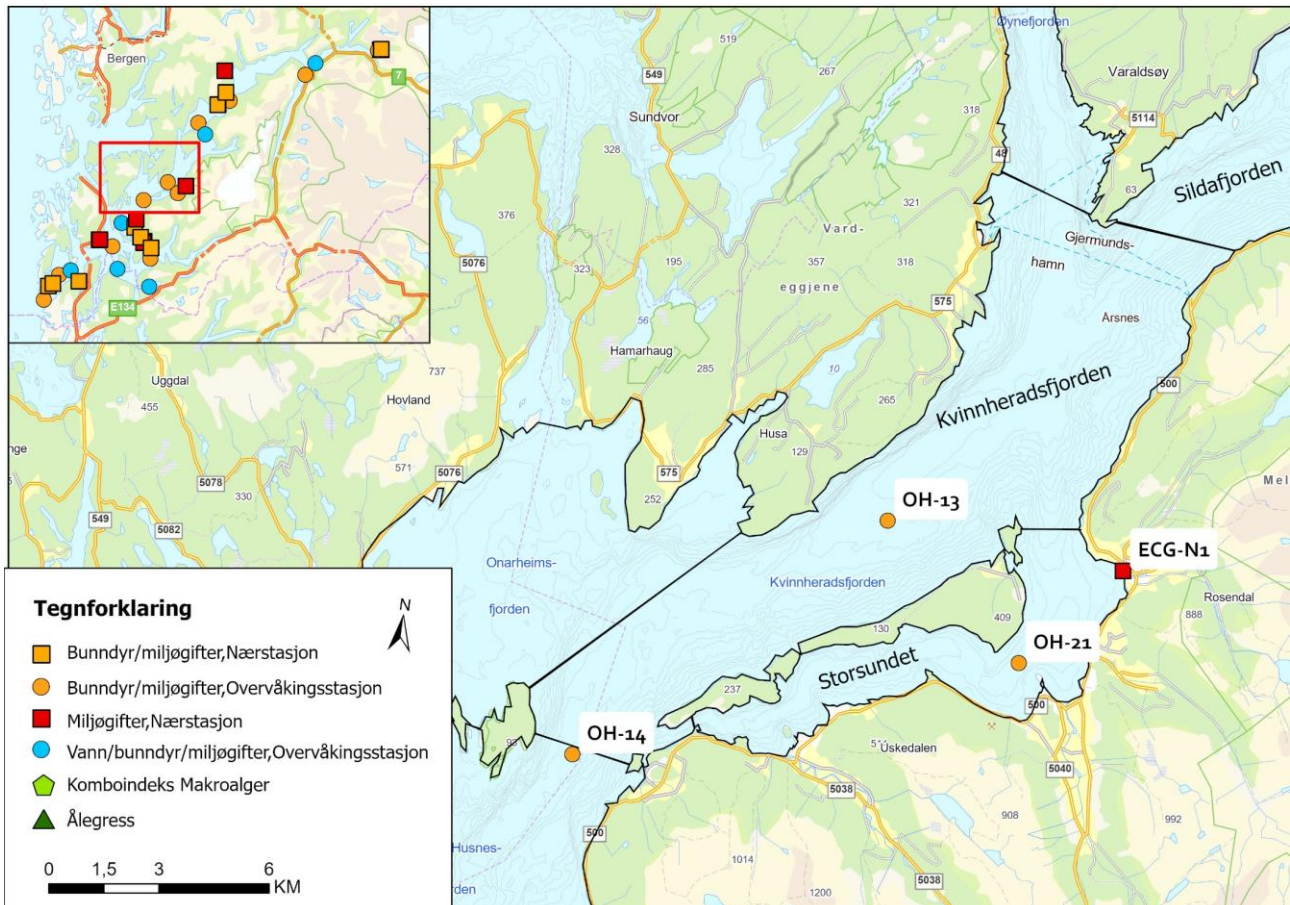 Bergen
7
E134
Øynefjorden
519
549
267
Varaldsøy
Sundvor
318
5114
328
48
63
Sildafjorden
376
321
Vard-
Gjermunds-
hamn
5076
323
195
357
318
eggjene
575
56
Årsnes
Hamarhaug
10
737
Uggdal
285
500
Hovland
455
265
Kvinnheradsfjorden
Husa
129
571
5076
575
5078
330
252
549
5082
OH-13
Mel
ECG-N1
Onarheims-
fjorden
Kvinnheradsfjorden
Rosendal
888
130
409
OH-21
Storsundet
237
500
OH-14
Uskedalen
5040
5038
500
908
992
Husnes-
1014
5038
1200
Tegnforklaring
N
Bunndyr/miljøgifter,Nærstasjon
Bunndyr/miljøgifter,Overvåkingsstasjon
Miljøgifter,Nærstasjon
Vann/bunndyr/miljøgifter,Overvåkingsstasjon
Komboindeks Makroalger
Ålegress
0 1,5 3 6
KM